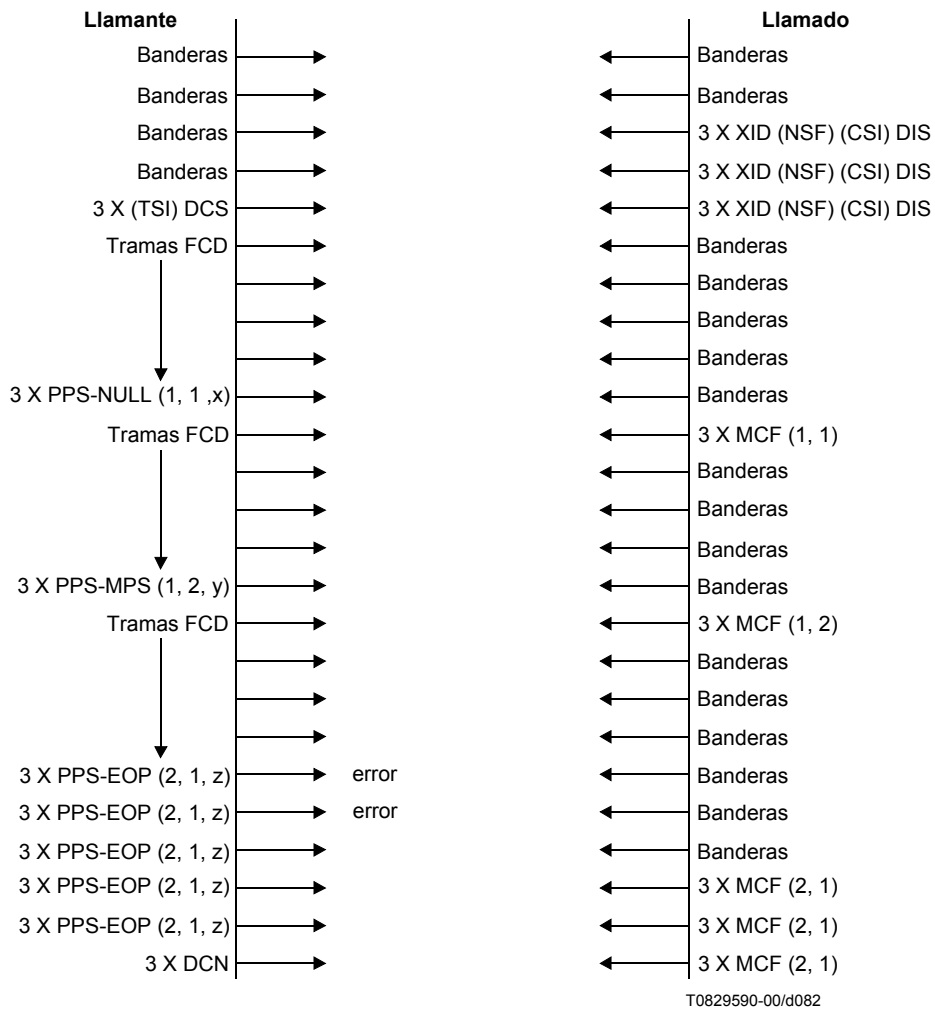 Llamante Llamado
Banderas Banderas
Banderas Banderas
Banderas 3 X XID (NSF) (CSI) DIS
Banderas 3 X XID (NSF) (CSI) DIS
3 X (TSI) DCS 3 X XID (NSF) (CSI) DIS
Tramas FCD Banderas
Banderas
Banderas
Banderas
3 X PPS-NULL (1, 1 ,x) Banderas
Tramas FCD 3 X MCF (1, 1)
Banderas
Banderas
Banderas
3 X PPS-MPS (1, 2, y) Banderas
Tramas FCD 3 X MCF (1, 2)
Banderas
Banderas
Banderas
3 X PPS-EOP (2, 1, z) error Banderas
3 X PPS-EOP (2, 1, z) error Banderas
3 X PPS-EOP (2, 1, z) Banderas
3 X PPS-EOP (2, 1, z) 3 X MCF (2, 1)
3 X PPS-EOP (2, 1, z) 3 X MCF (2, 1)
3 X DCN 3 X MCF (2, 1)
T0829590-00/d082